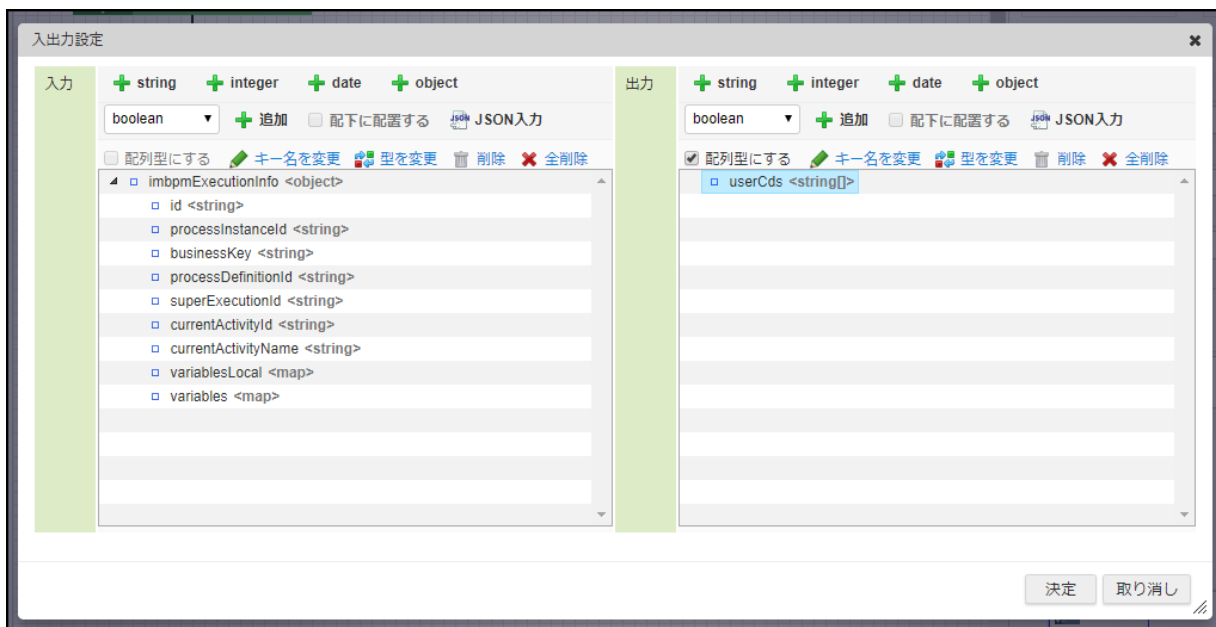 入出力設定
入力
string integer date object
boolean 追加 配下に配置する JSON入力
配列型にする キー名を変更 型を変更 削除 全削除
imbpmExecutionInfo <object>
id <string>
processInstanceId <string>
businessKey <string>
processDefinitionId <string>
superExecutionId <string>
currentActivityId <string>
currentActivityName <string>
variablesLocal <map>
variables <map>
出力
string integer date object
boolean 追加 配下に配置する JSON入力
配列型にする キー名を変更 型を変更 削除 全削除
userCds <string[]>
決定 取り消し